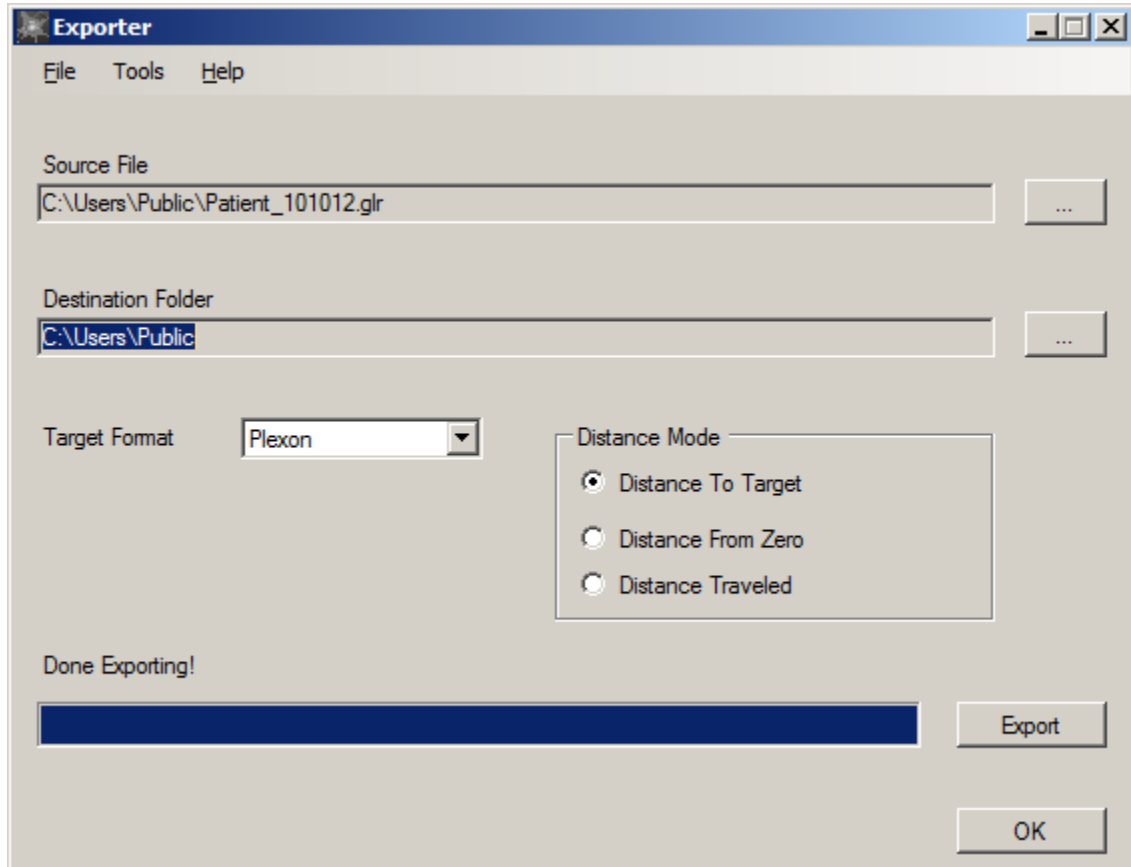 Exporter
File Tools Help
Source File
C:\Users\Public\Patient_101012.glr
...
Destination Folder
C:\Users\Public
...
Target Format
Plexon
Distance Mode
Distance To Target
Distance From Zero
Distance Traveled
Done Exporting!
Export
OK